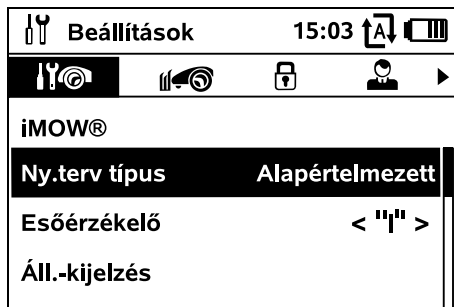 Beállítások 15:03
iMOW®
Ny.terv típus Alapértelmezett
Esőérzékelő < "I" >
Áll.-kijelzés